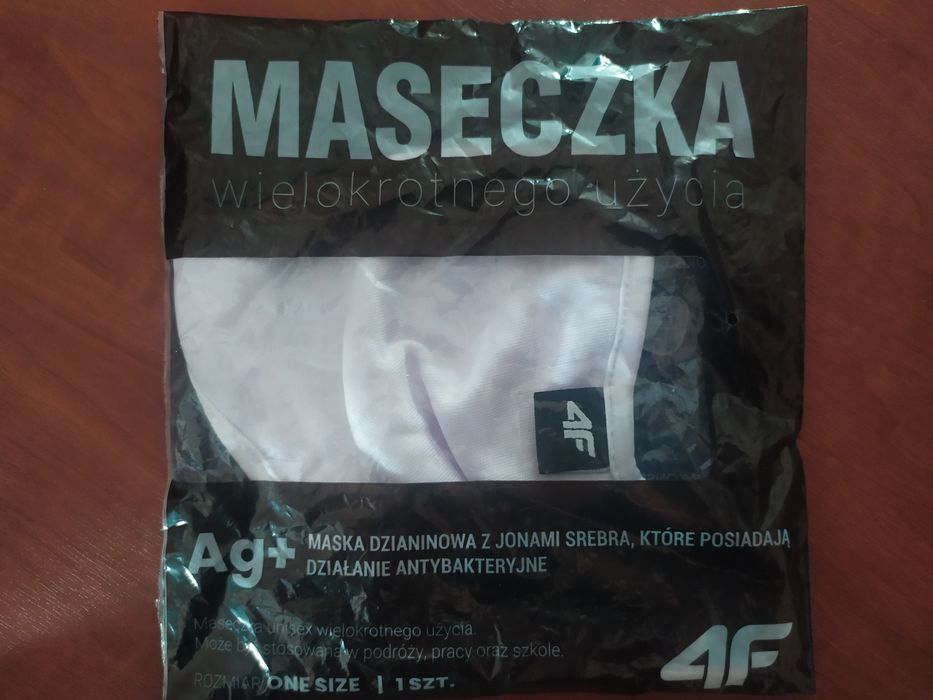 MASECZKA
wielokrotnego użycia
4F
Ag+
MASKA DZIANINOWA Z JONAMI SREBRA, KTÓRE POSIADAJĄ
DZIAŁANIE ANTYBAKTERYJNE
Maseczka unisex wielokrotnego użycia.
Może być stosowana w podróży, pracy oraz szkole.
ROZMIAR/ONE SIZE | 1 SZT.
4F